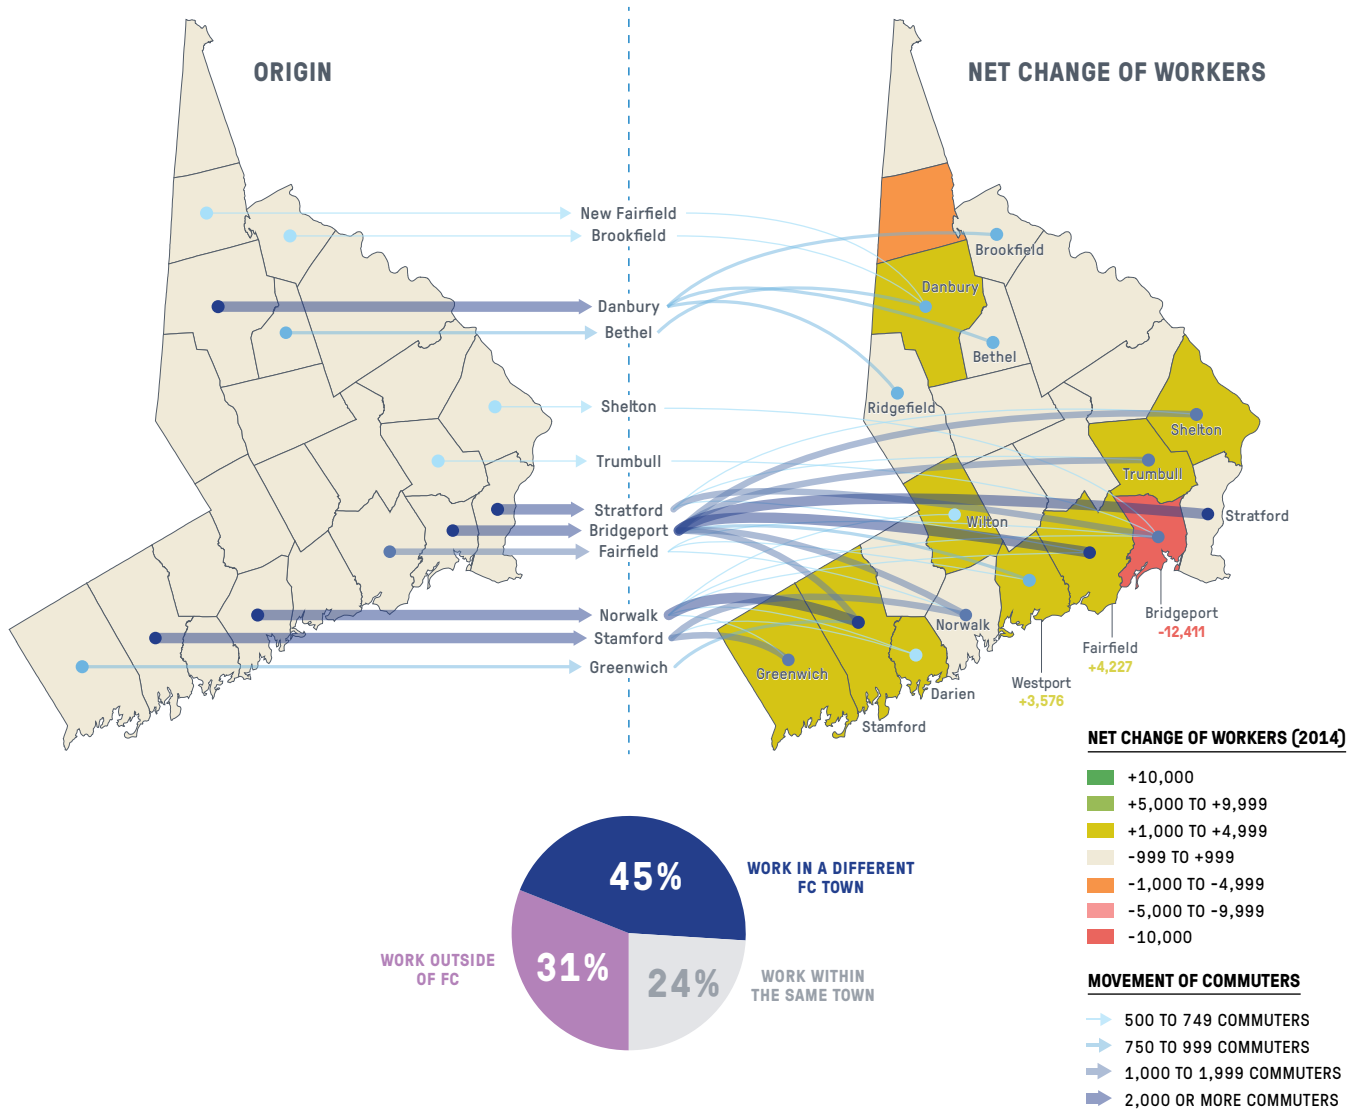 ORIGIN
NET CHANGE OF WORKERS
New Fairfield
Brookfield
Danbury
Bethel
Shelton
Trumbull
Stratford
Bridgeport
Fairfield
Norwalk
Stamford
Greenwich
Brookfield
Danbury
Bethel
Ridgefield
Shelton
Trumbull
Stratford
Wilton
Bridgeport
-12,411
Norwalk
Fairfield
+4,227
Greenwich
Westport
+3,576
Darien
Stamford
NET CHANGE OF WORKERS (2014)
+10,000
+5,000 TO +9,999
+1,000 TO +4,999
-999 TO +999
-1,000 TO -4,999
-5,000 TO -9,999
-10,000
45%
WORK IN A DIFFERENT
FC TOWN
WORK OUTSIDE
OF FC
31%
24%
WORK WITHIN
THE SAME TOWN
MOVEMENT OF COMMUTERS
500 TO 749 COMMUTERS
750 TO 999 COMMUTERS
1,000 TO 1,999 COMMUTERS
2,000 OR MORE COMMUTERS